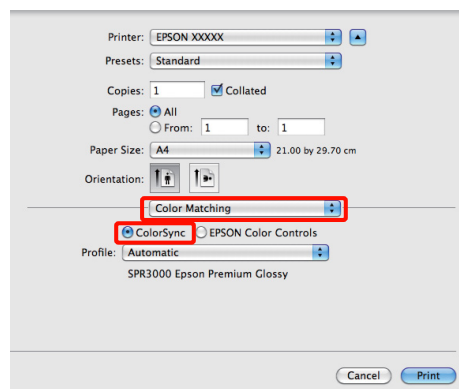 Printer: EPSON XXXXX
Presets: Standard
Copies: 1 Collated
Pages: All
From: 1 to: 1
Paper Size: A4 21.00 by 29.70 cm
Orientation:
Color Matching
ColorSync EPSON Color Controls
Profile: Automatic
SPR3000 Epson Premium Glossy
Cancel Print